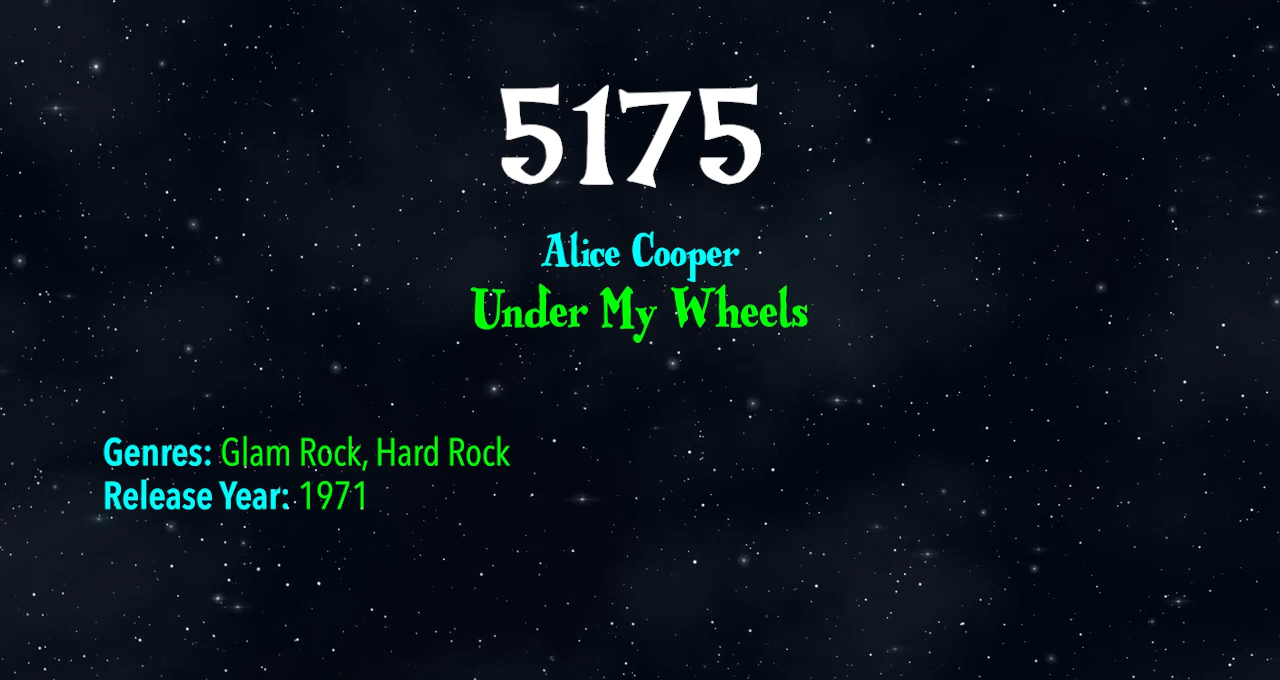 5175
Alice Cooper
Under My Wheels
Genres: Glam Rock, Hard Rock
Release Year: 1971